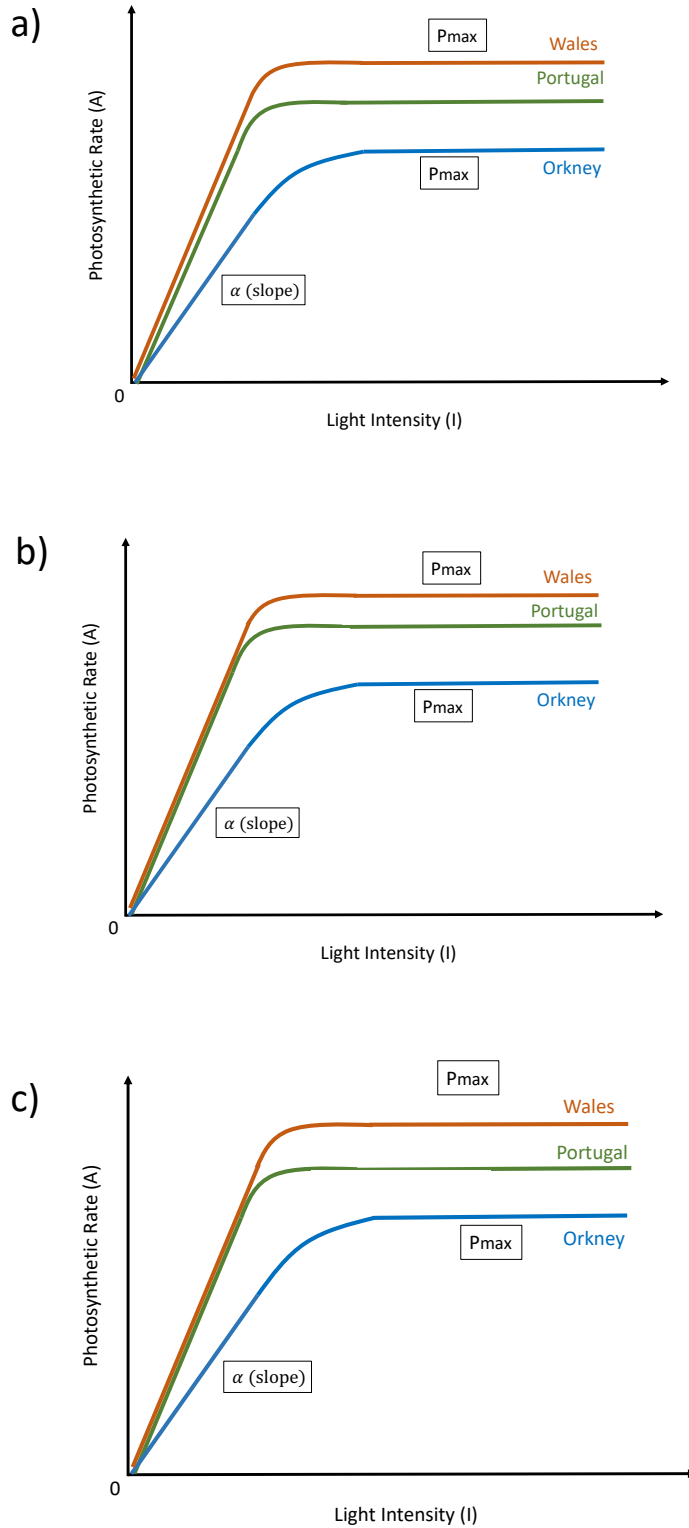 a)
Pmax
Wales
Portugal
Pmax
Orkney
Photosynthetic Rate (A)
α (slope)
0
Light Intensity (I)
b)
Pmax
Wales
Portugal
Pmax
Orkney
Photosynthetic Rate (A)
α (slope)
0
Light Intensity (I)
c)
Pmax
Wales
Portugal
Pmax
Orkney
Photosynthetic Rate (A)
α (slope)
0
Light Intensity (I)